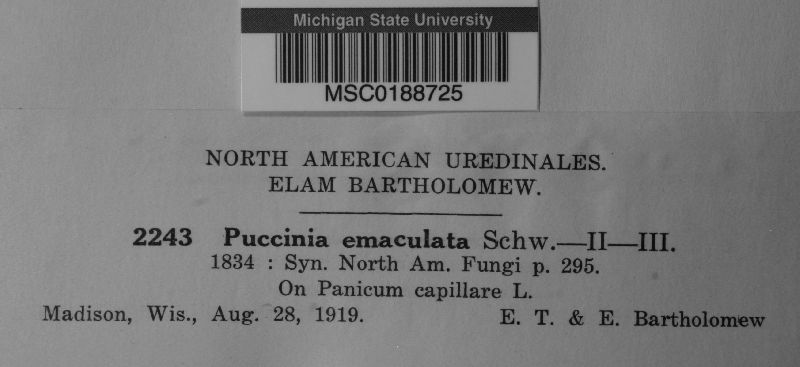 Michigan State University
MSC0188725
NORTH AMERICAN UREDINALES.
ELAM BARTHOLOMEW.
2243 Puccinia emaculata Schw.—II—III.
1834 : Syn. North Am. Fungi p. 295.
On Panicum capillare L.
Madison, Wis., Aug. 28, 1919. E. T. & E. Bartholomew